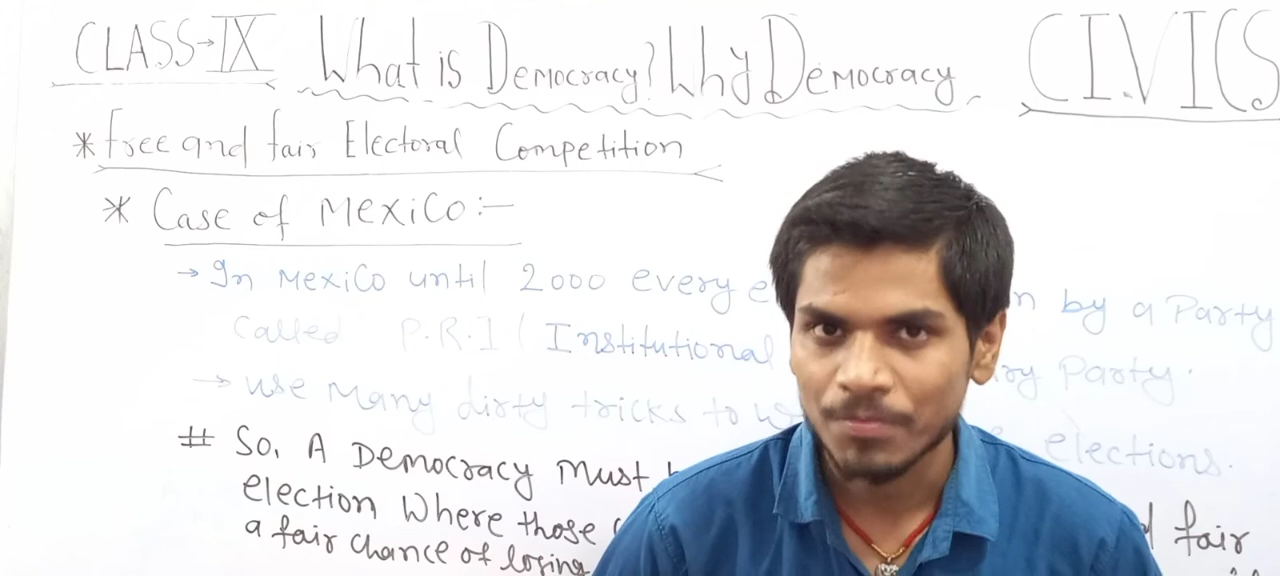 CLASS→IX What is Democracy? Why Democracy CIVICS
* free and fair Electoral Competition
* Case of Mexico:-
→ In Mexico until 2000 every n by a Party
Called P.R.I ( Institutional ry Party.
→ use Many dirty tricks to elections.
# So, A Democracy Must
election Where those fair
a fair chance of losing